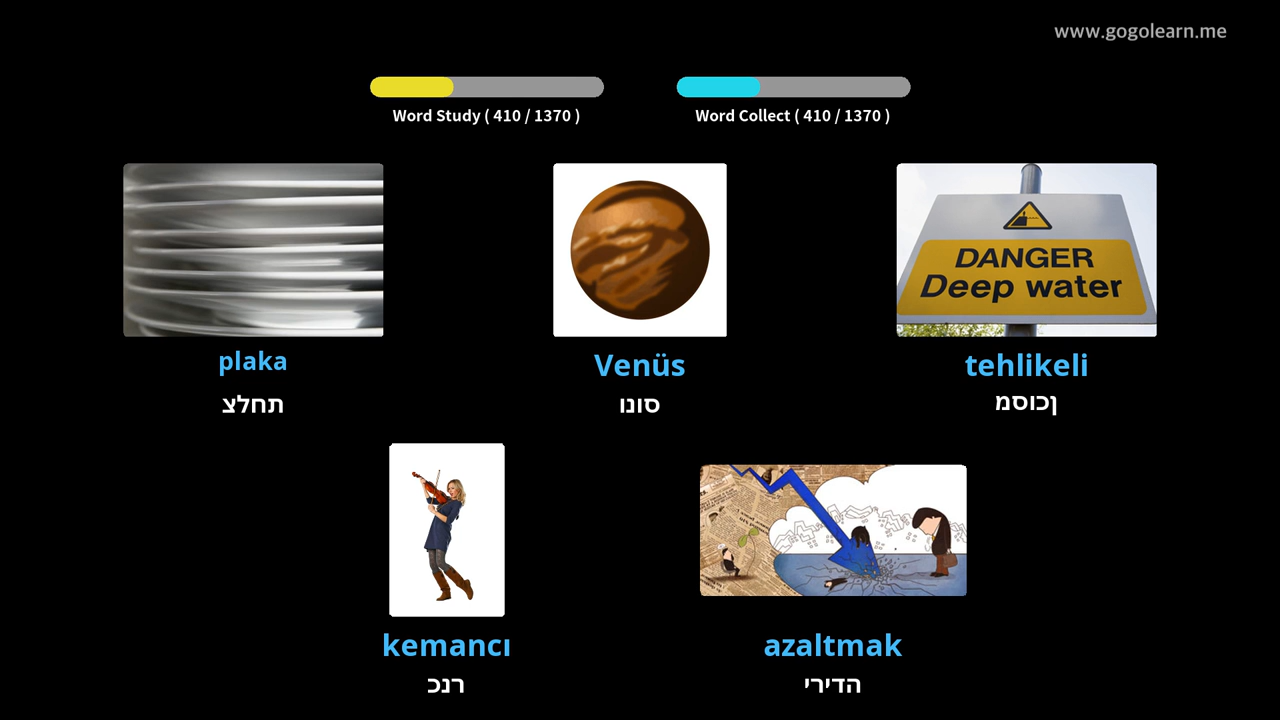 www.gogolearn.me
Word Study ( 410 / 1370 )
Word Collect ( 410 / 1370 )
plaka
תחלצ
Venüs
סונו
DANGER
Deep water
tehlikeli
ןכוסמ
kemancı
רנכ
azaltmak
הדירי